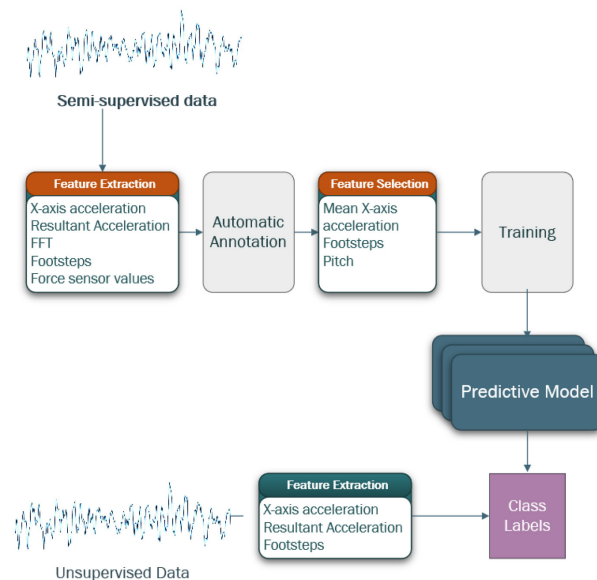 Semi-supervised data
Feature Extraction
X-axis acceleration
Resultant Acceleration
FFT
Footsteps
Force sensor values
Automatic
Annotation
Feature Selection
Mean X-axis
acceleration
Footsteps
Pitch
Training
Predictive Model
Feature Extraction
X-axis acceleration
Resultant Acceleration
Footsteps
Class
Labels
Unsupervised Data